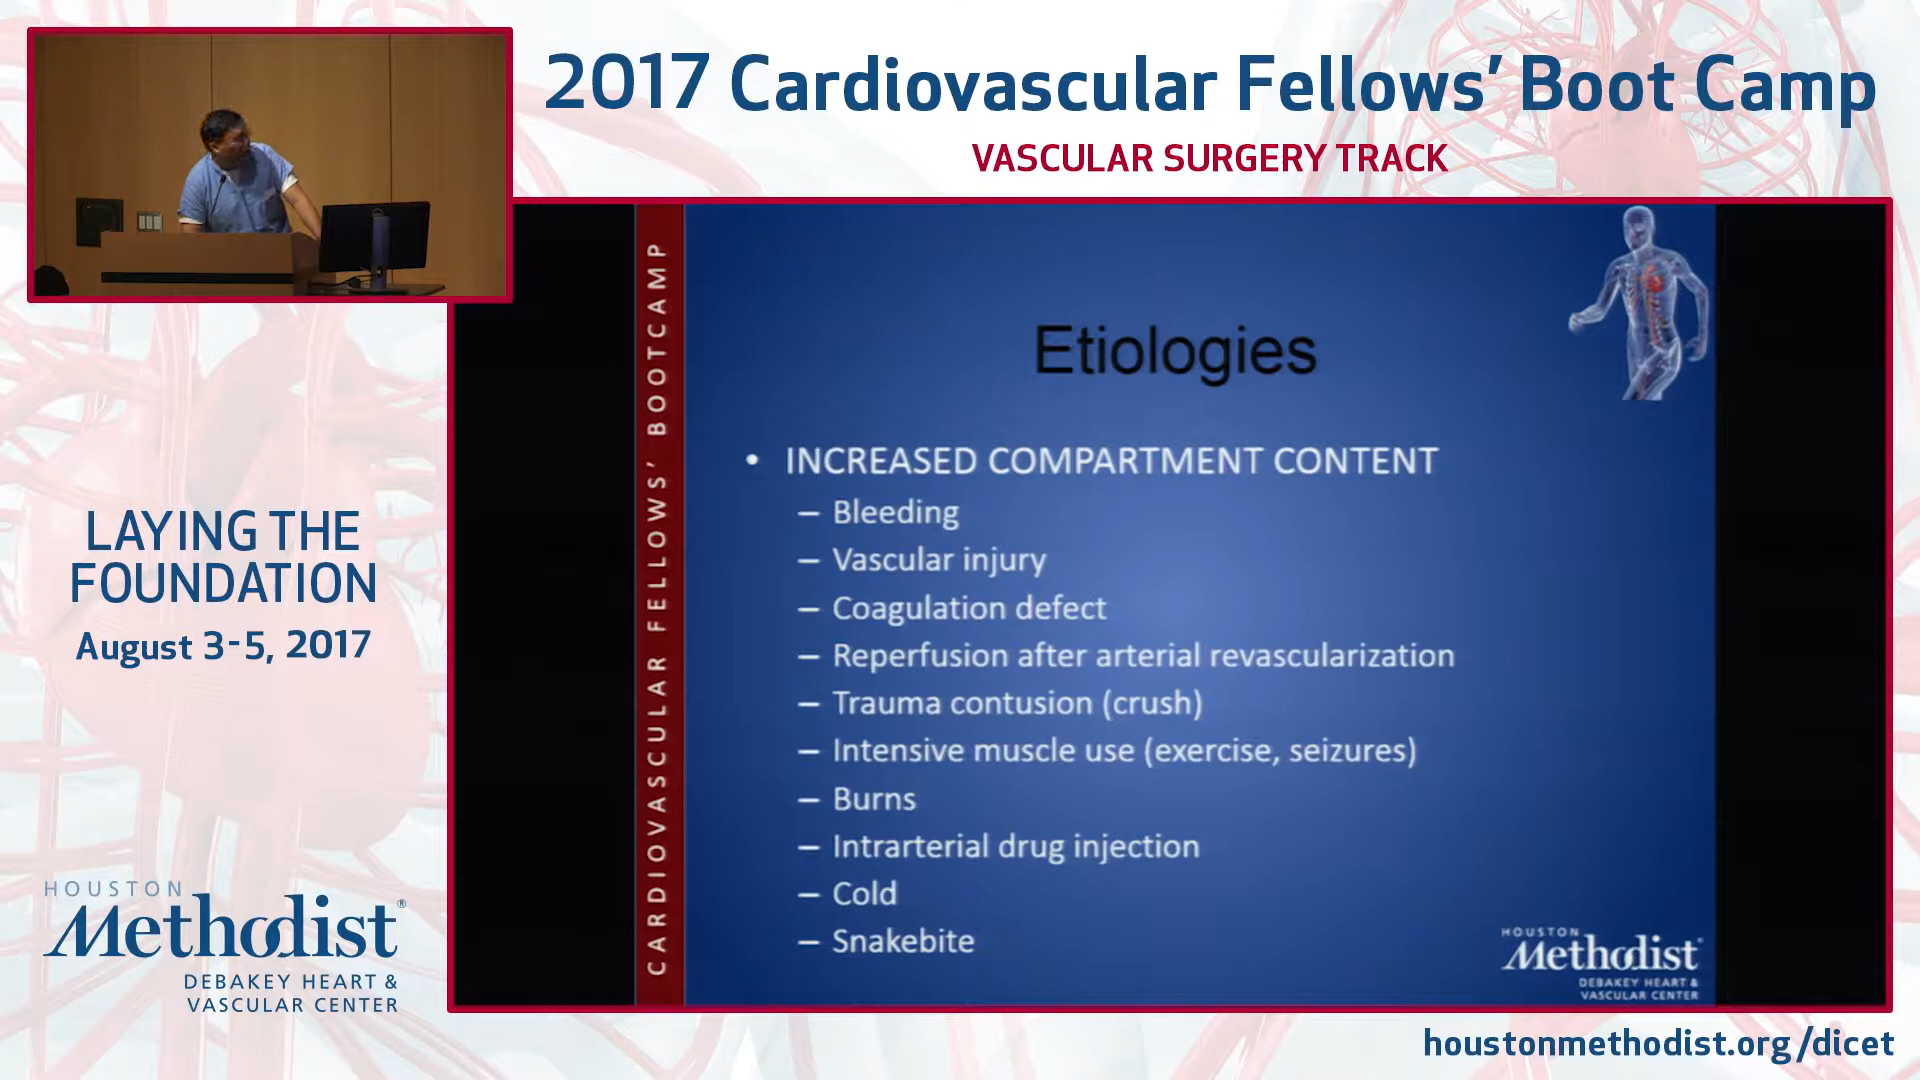 2017 Cardiovascular Fellows' Boot Camp
VASCULAR SURGERY TRACK
LAYING THE
FOUNDATION
August 3-5, 2017
HOUSTON
Methodist®
DEBAKEY HEART &
VASCULAR CENTER
CARDIOVASCULAR FELLOWS' BOOTCAMP
Etiologies
• INCREASED COMPARTMENT CONTENT
– Bleeding
– Vascular injury
– Coagulation defect
– Reperfusion after arterial revascularization
– Trauma contusion (crush)
– Intensive muscle use (exercise, seizures)
– Burns
– Intrarterial drug injection
– Cold
– Snakebite
HOUSTON
Methodist
DEBAKEY HEART &
VASCULAR CENTER
houstonmethodist.org/dicet